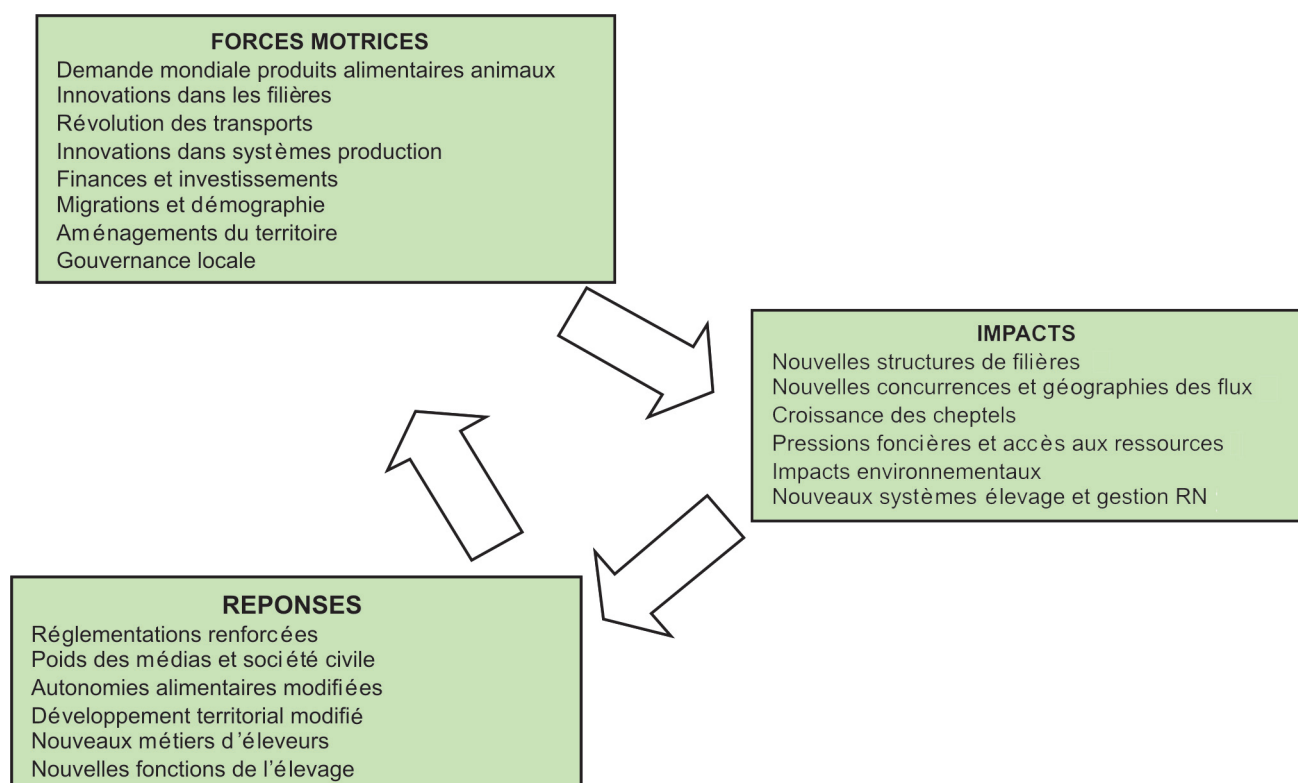 FORCES MOTRICES
Demande mondiale produits alimentaires animaux
Innovations dans les filières
Révolution des transports
Innovations dans systèmes production
Finances et investissements
Migrations et démographie
Aménagements du territoire
Gouvernance locale
IMPACTS
Nouvelles structures de filières
Nouvelles concurrences et géographies des flux
Croissance des cheptels
Pressions foncières et accès aux ressources
Impacts environnementaux
Nouveaux systèmes élevage et gestion RN
REPONSES
Réglementations renforcées
Poids des médias et société civile
Autonomies alimentaires modifiées
Développement territorial modifié
Nouveaux métiers d'éleveurs
Nouvelles fonctions de l'élevage